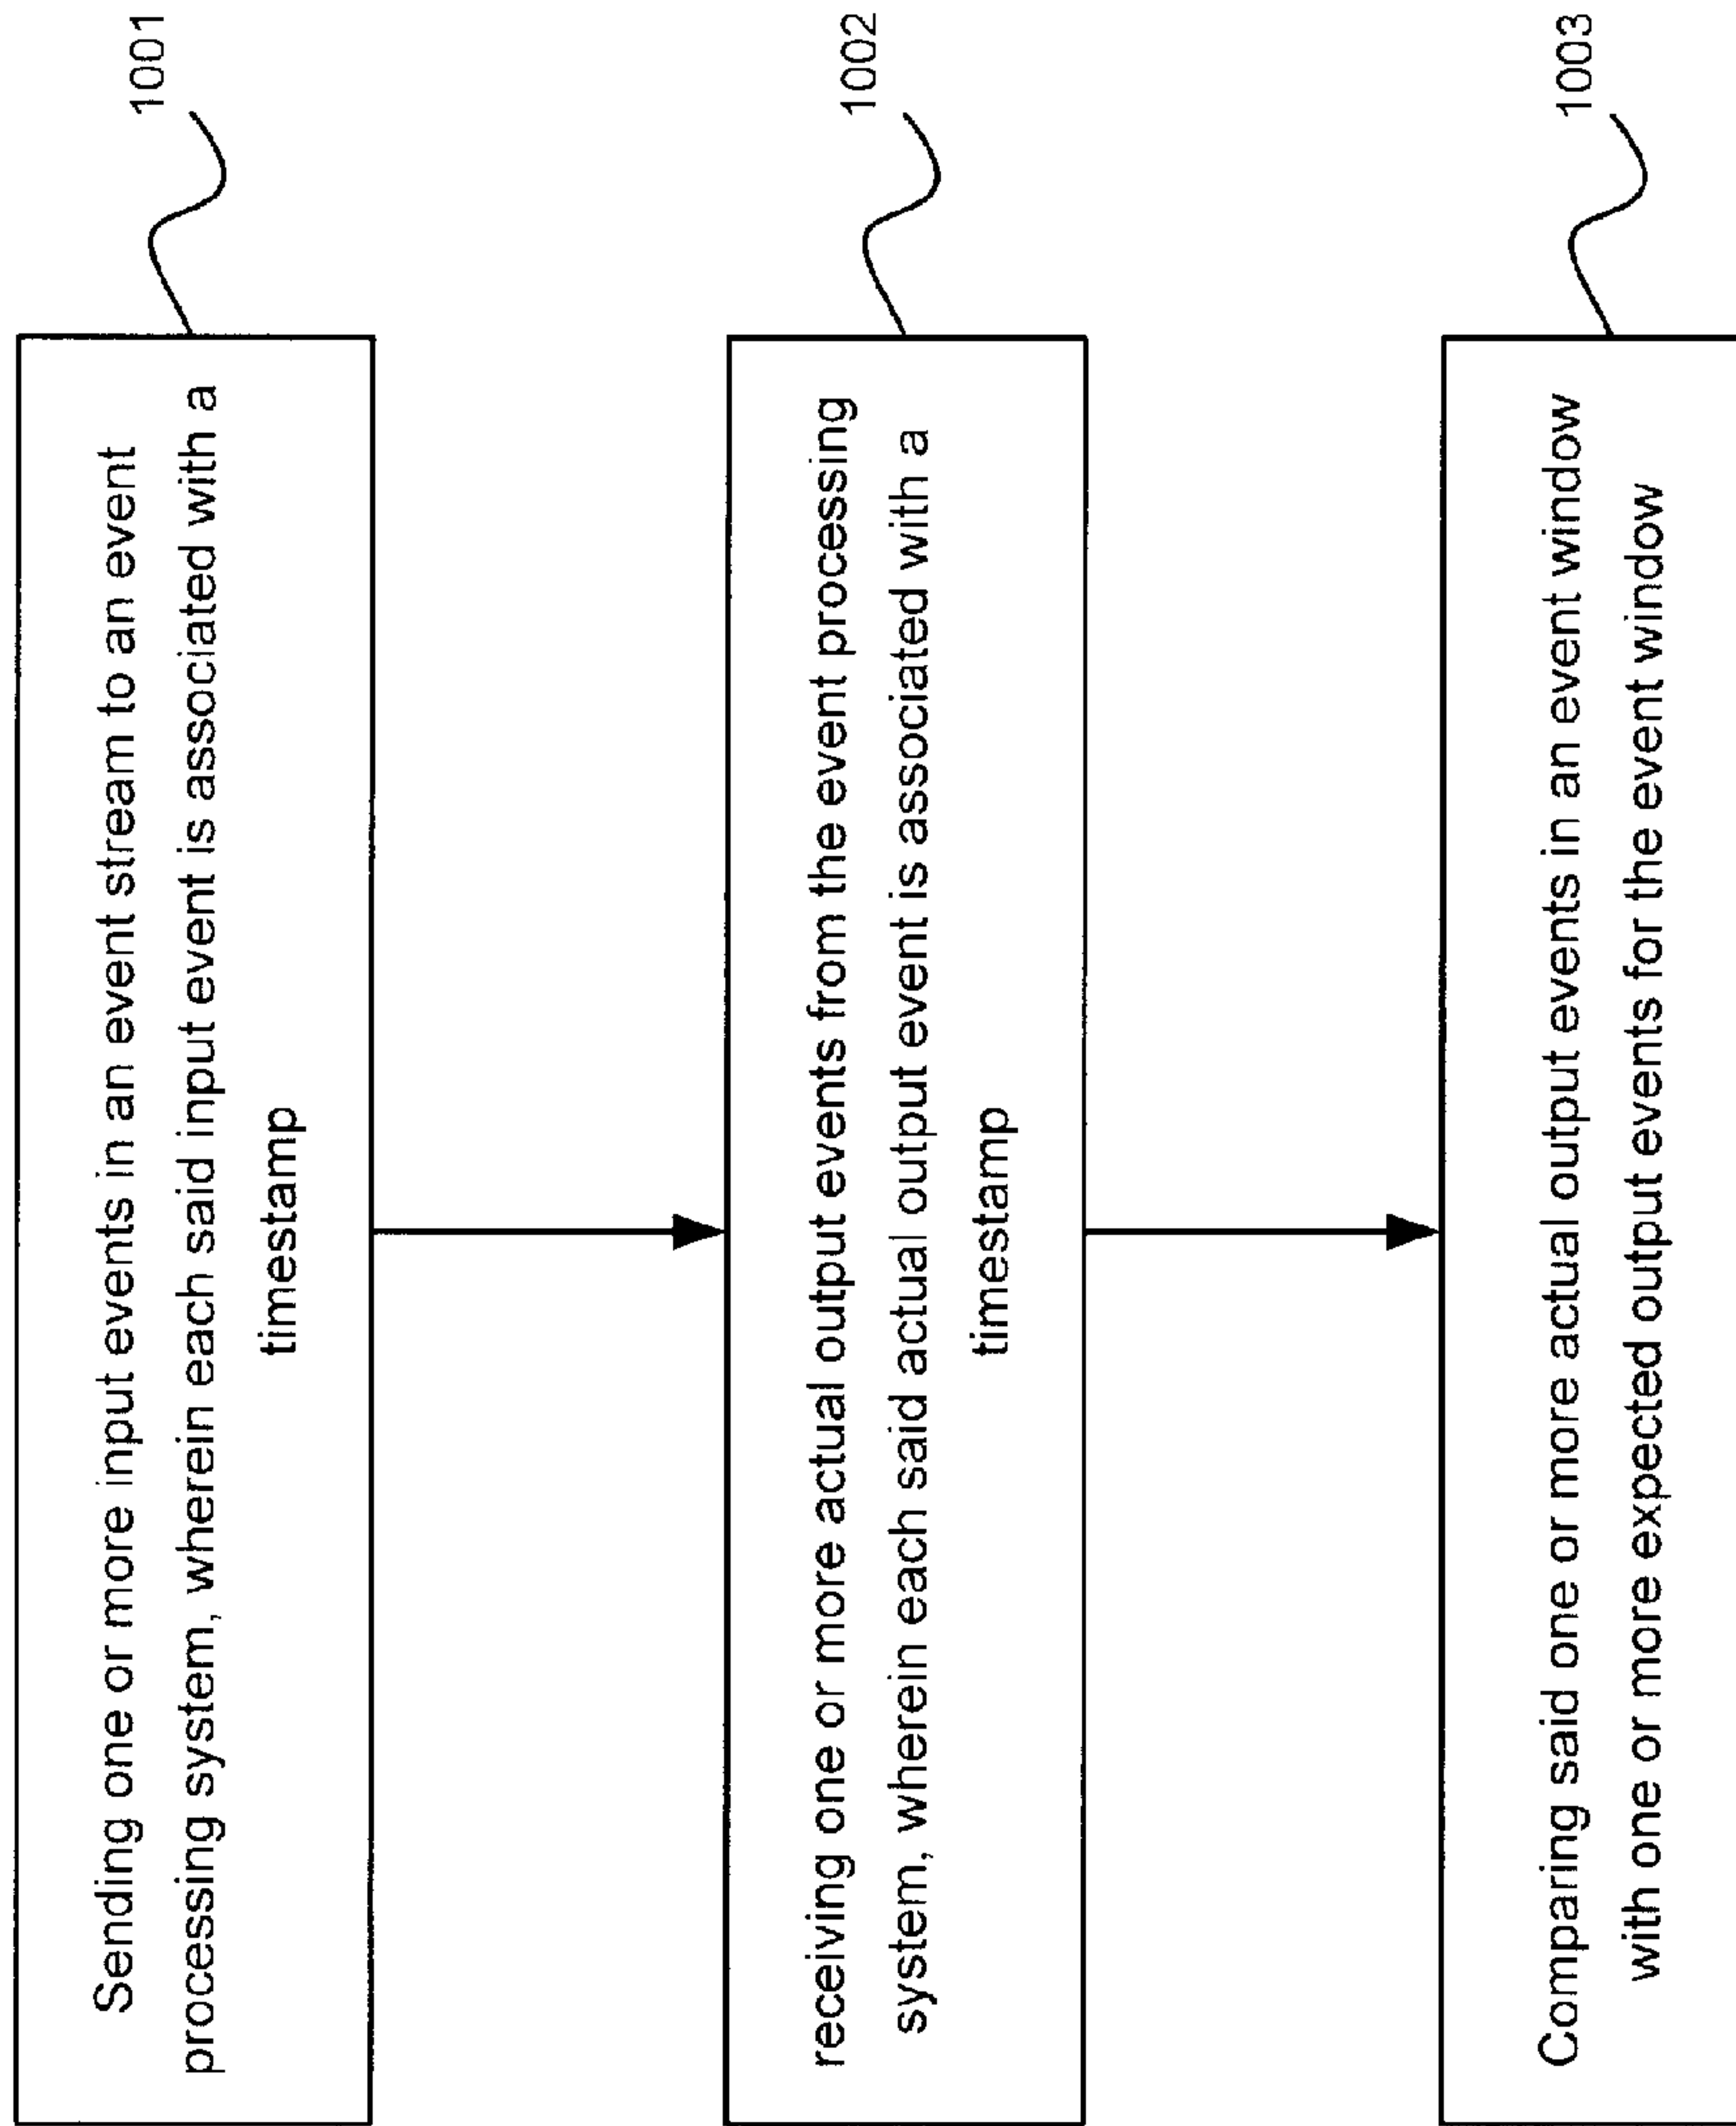 Sending one or more input events in an event stream to an event
processing system, wherein each said input event is associated with a
timestamp
1001
receiving one or more actual output events from the event processing
system, wherein each said actual output event is associated with a
timestamp
1002
Comparing said one or more actual output events in an event window
with one or more expected output events for the event window
1003